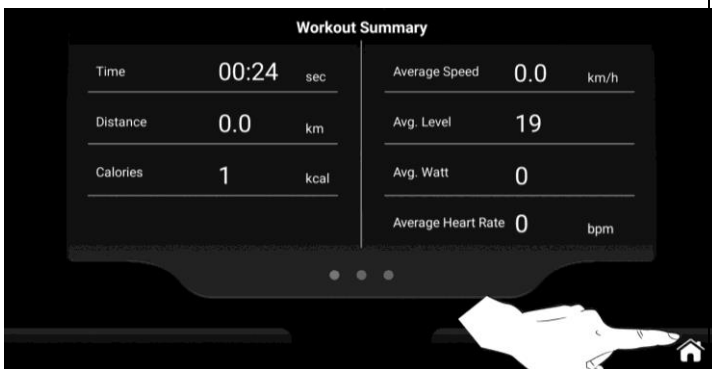 Workout Summary
Time 00:24 sec
Distance 0.0 km
Calories 1 kcal
Average Speed 0.0 km/h
Avg. Level 19
Avg. Watt 0
Average Heart Rate 0 bpm